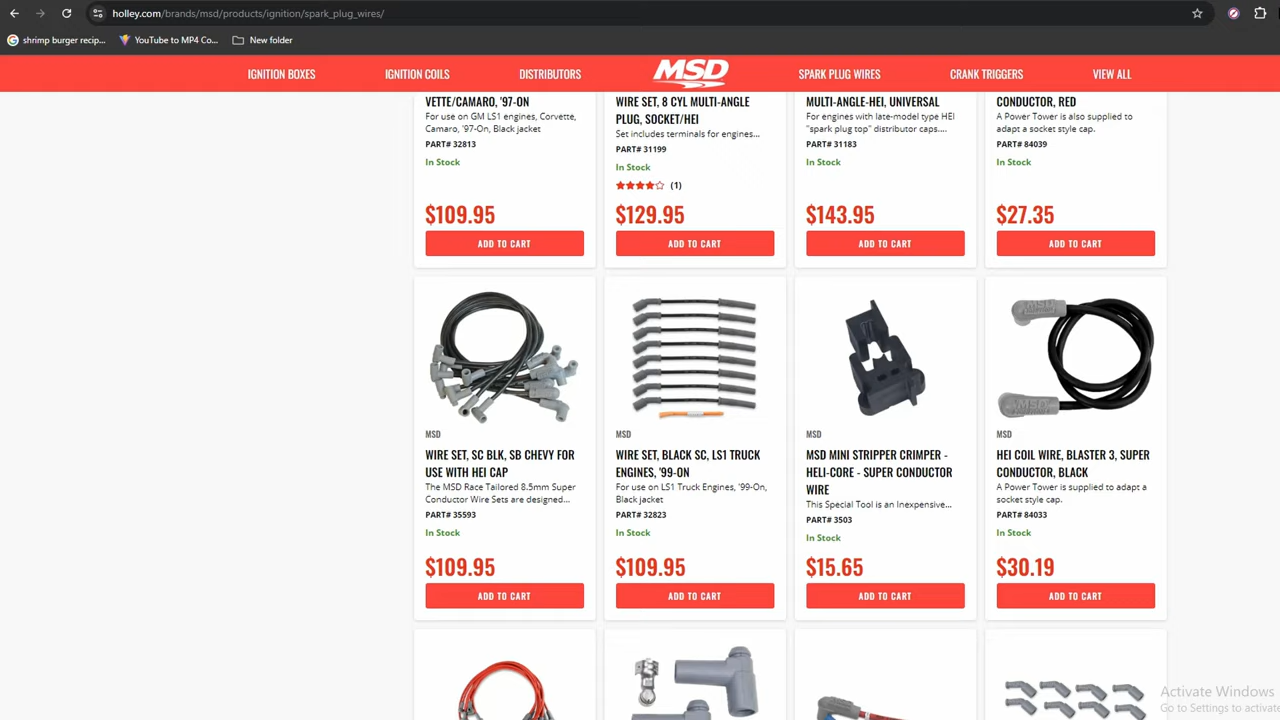 holley.com/brands/msd/products/ignition/spark_plug_wires/
shrimp burger recip...
YouTube to MP4 Co...
New folder
IGNITION BOXES
IGNITION COILS
DISTRIBUTORS
MSD
SPARK PLUG WIRES
CRANK TRIGGERS
VIEW ALL
VETTE/CAMARO, '97-ON
For use on GM LS1 engines, Corvette,
Camaro, '97-On, Black jacket
PART# 32813
In Stock
$109.95
ADD TO CART
WIRE SET, 8 CYL MULTI-ANGLE
PLUG, SOCKET/HEI
Set includes terminals for engines...
PART# 31199
In Stock
(1)
$129.95
ADD TO CART
MULTI-ANGLE-HEI, UNIVERSAL
For engines with late-model type HEI
"spark plug top" distributor caps....
PART# 31183
In Stock
$143.95
ADD TO CART
CONDUCTOR, RED
A Power Tower is also supplied to
adapt a socket style cap.
PART# 84039
In Stock
$27.35
ADD TO CART
MSD
WIRE SET, SC BLK, SB CHEVY FOR
USE WITH HEI CAP
The MSD Race Tailored 8.5mm Super
Conductor Wire Sets are designed...
PART# 35593
In Stock
$109.95
ADD TO CART
MSD
WIRE SET, BLACK SC, LS1 TRUCK
ENGINES, '99-ON
For use on LS1 Truck Engines, '99-On,
Black jacket
PART# 32823
In Stock
$109.95
ADD TO CART
MSD
MSD MINI STRIPPER CRIMPER -
HELI-CORE - SUPER CONDUCTOR
WIRE
This Special Tool is an Inexpensive...
PART# 3503
In Stock
$15.65
ADD TO CART
MSD
MSD
HEI COIL WIRE, BLASTER 3, SUPER
CONDUCTOR, BLACK
A Power Tower is supplied to adapt a
socket style cap.
PART# 84033
In Stock
$30.19
ADD TO CART
Activate Windows
Go to Settings to activate